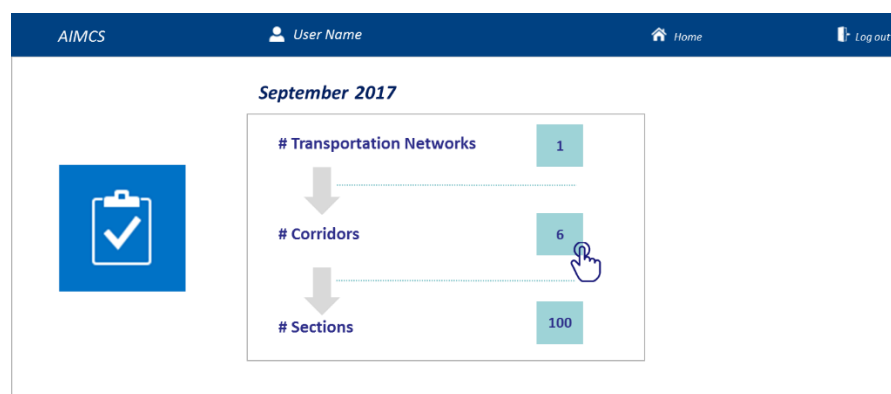 AIMCS
User Name
Home
Log out
September 2017
# Transportation Networks
1
# Corridors
6
# Sections
100